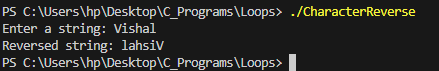 PS C:\Users\hp\Desktop\C_Programs\Loops> ./CharacterReverse
Enter a string: Vishal
Reversed string: lahsiV
PS C:\Users\hp\Desktop\C_Programs\Loops>